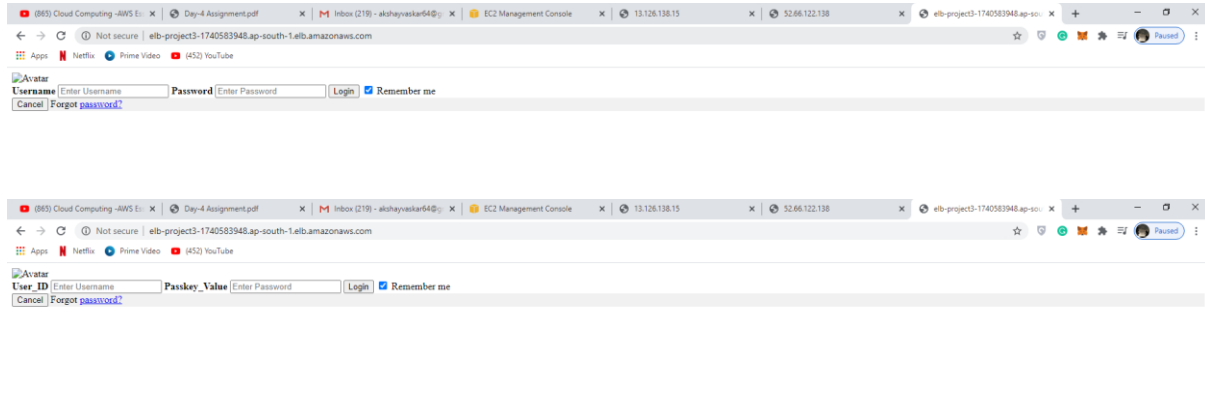 (865) Cloud Computing -AWS Es Day-4 Assignment.pdf Inbox (219) - akshayvaskar64@g EC2 Management Console 13.126.138.15 52.66.122.138 elb-project3-1740583948.ap-sou
Not secure | elb-project3-1740583948.ap-south-1.elb.amazonaws.com Paused
Apps Netflix Prime Video (452) YouTube
Avatar
Username Enter Username Password Enter Password Login Remember me
Cancel Forgot password?
(865) Cloud Computing -AWS Es Day-4 Assignment.pdf Inbox (219) - akshayvaskar64@g EC2 Management Console 13.126.138.15 52.66.122.138 elb-project3-1740583948.ap-sou
Not secure | elb-project3-1740583948.ap-south-1.elb.amazonaws.com Paused
Apps Netflix Prime Video (452) YouTube
Avatar
User_ID Enter Username Passkey_Value Enter Password Login Remember me
Cancel Forgot password?